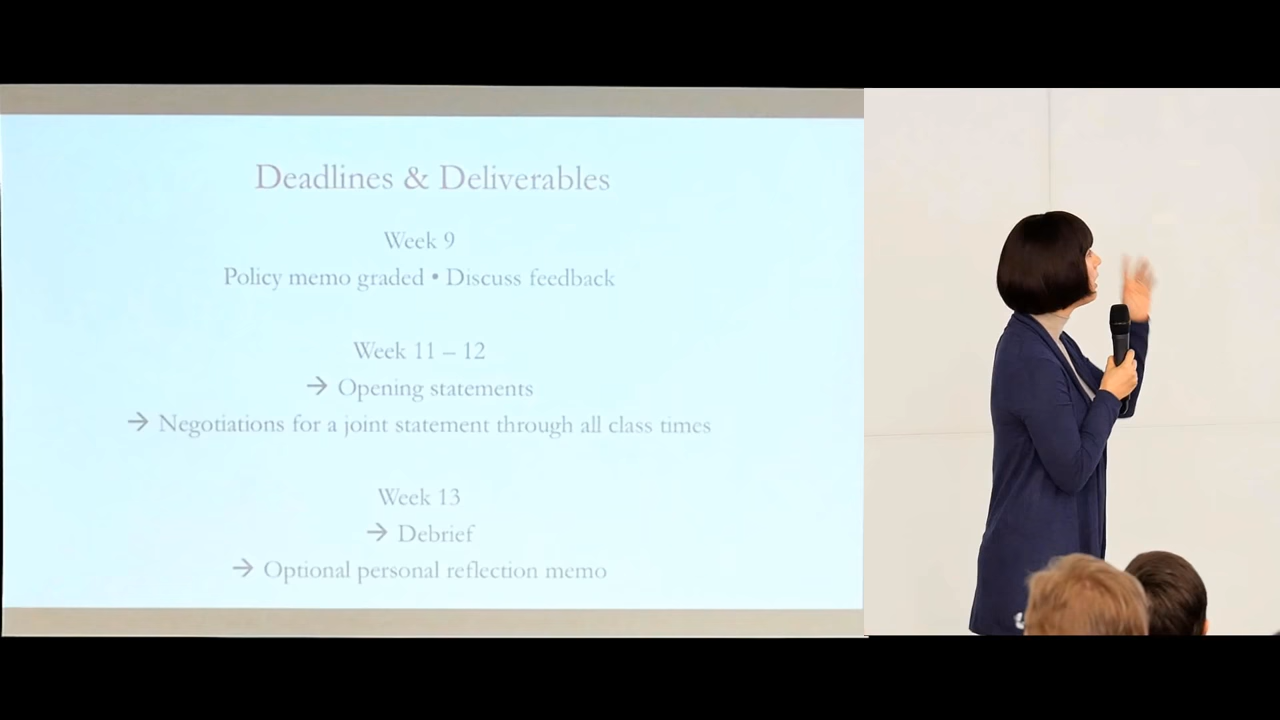 Deadlines & Deliverables
Week 9
Policy memo graded • Discuss feedback
Week 11 – 12
→ Opening statements
→ Negotiations for a joint statement through all class times
Week 13
→ Debrief
→ Optional personal reflection memo